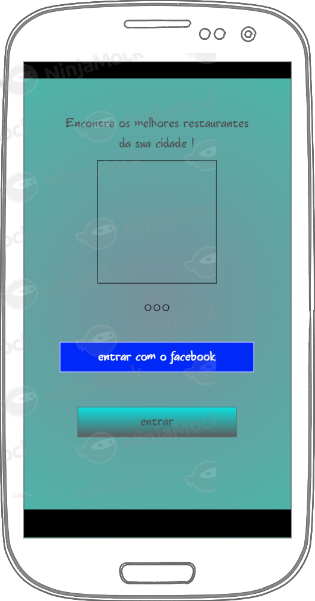 Encontre os melhores restaurantes
da sua cidade !
entrar com o facebook
entrar